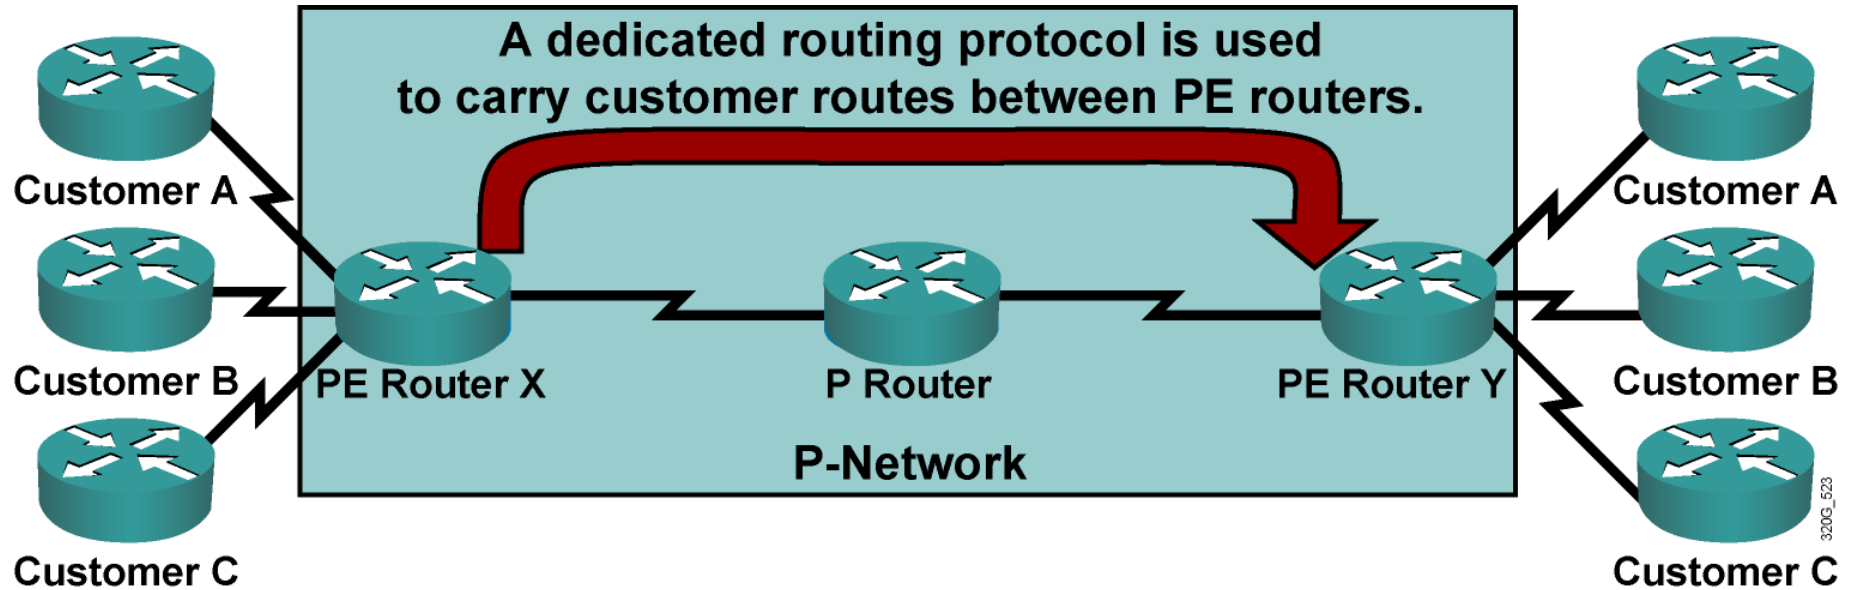 A dedicated routing protocol is used
to carry customer routes between PE routers.
Customer A
Customer A
Customer B
PE Router X
P Router
PE Router Y
Customer B
P-Network
320G_523
Customer C
Customer C